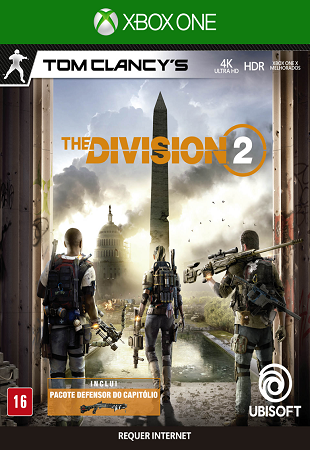 XBOX ONE
TOM CLANCY'S
4K
ULTRA HD
HDR
XBOX ONE X
MELHORADOS
THE DIVISION 2
INCLUI
PACOTE DEFENSOR DO CAPITÓLIO
16
UBISOFT
REQUER INTERNET